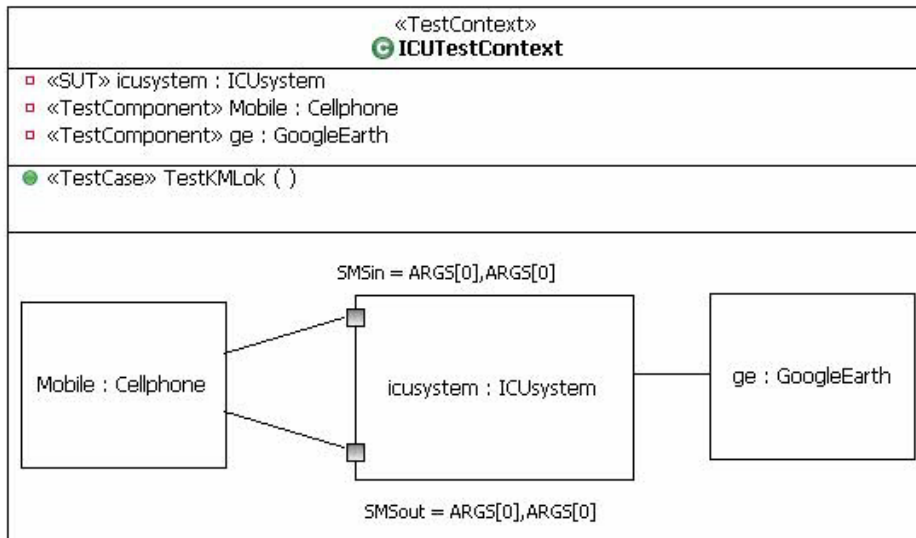 «TestContext»
C ICUTestContext
«SUT» icusystem : ICUsystem
«TestComponent» Mobile : Cellphone
«TestComponent» ge : GoogleEarth
«TestCase» TestKMLok ( )
SMSin = ARGS[0],ARGS[0]
Mobile : Cellphone
icusystem : ICUsystem
ge : GoogleEarth
SMSout = ARGS[0],ARGS[0]